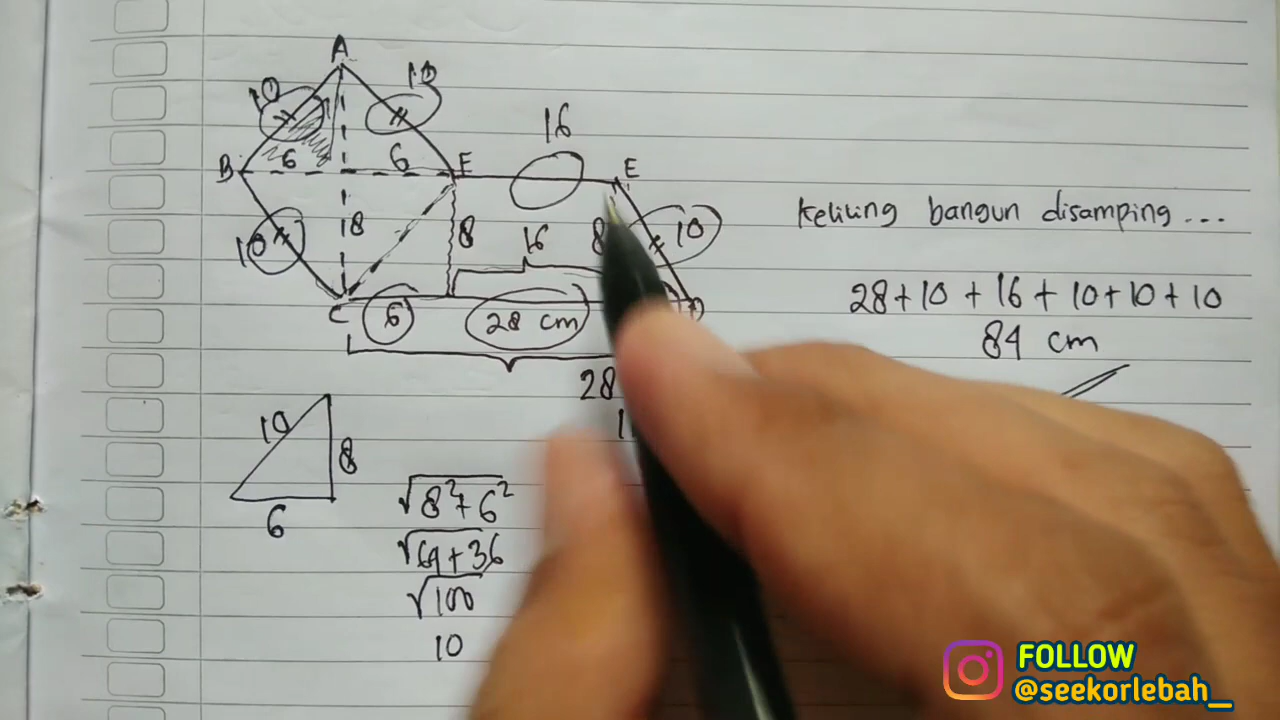 A
10 10
16
B 6 6 F E
Keliling bangun disamping ...
10 8 8 16 8 10
28 + 10 + 16 + 10 + 10 + 10
C 6 28 cm D
84 cm
28
10
8
6
√8²+6²
√64+36
√100
10
FOLLOW
@seekorlebah_